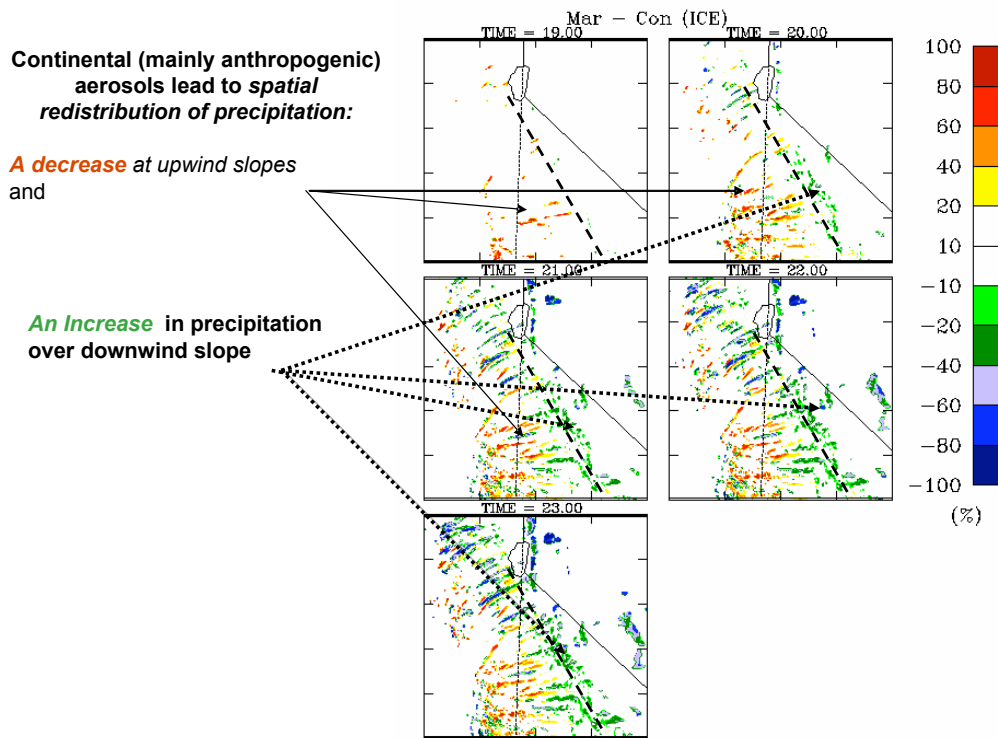 Mar – Con (ICE)
TIME = 19.00
TIME = 20.00
Continental (mainly anthropogenic)
aerosols lead to spatial
redistribution of precipitation:
A decrease at upwind slopes
and
TIME = 21.00
TIME = 22.00
An Increase in precipitation
over downwind slope
TIME = 23.00
100
80
60
40
20
10
−10
−20
−40
−60
−80
−100
(%)